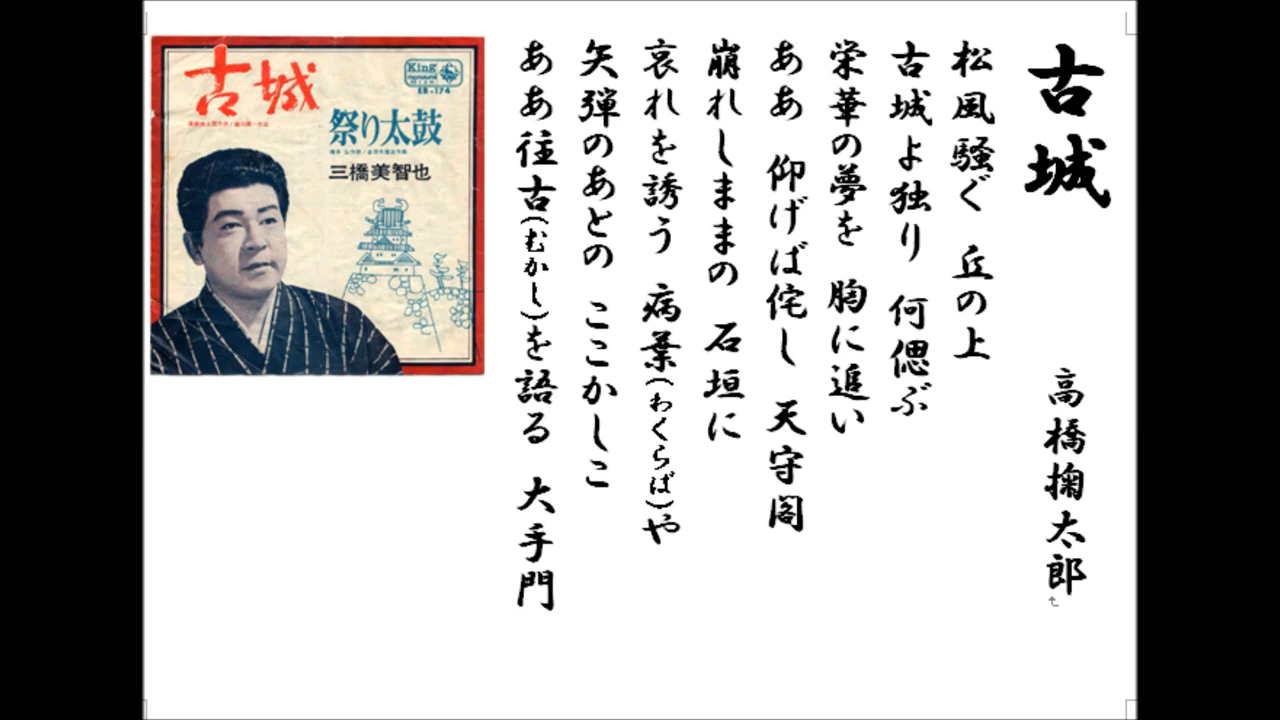 古城
高橋掬太郎
松風騒ぐ 丘の上
古城よ独り 何偲ぶ
栄華の夢を 胸に追い
ああ 仰げば侘し 天守閣
崩れしままの 石垣に
哀れを誘う 病葉(わくらば)や
矢弾のあとの ここかしこ
ああ往古(むかし)を語る 大手門
古城
King
EB-174
祭り太鼓
三橋美智也